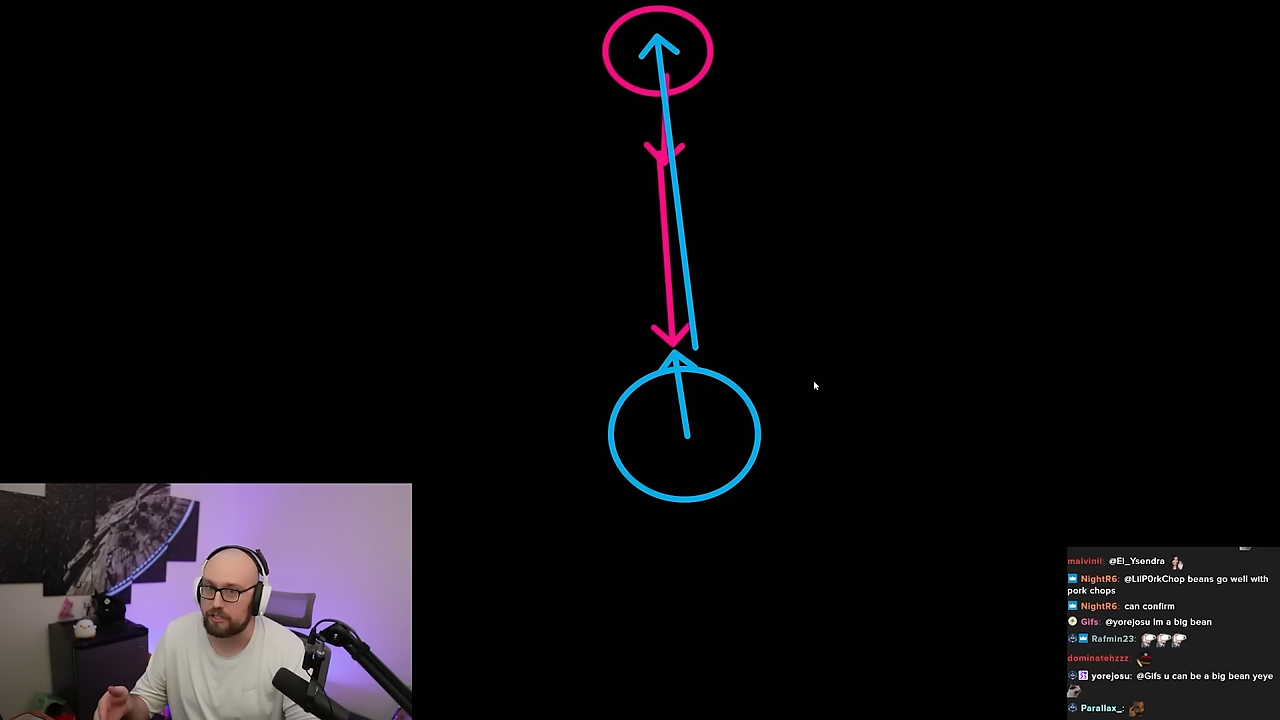 malvinii: @El_Ysendra
NightR6: @LilP0rkChop beans go well with
pork chops
NightR6: can confirm
Gifs: @yorejosu Im a big bean
Rafmin23:
dominatehzzz:
yorejosu: @Gifs u can be a big bean yeye
Parallax_: